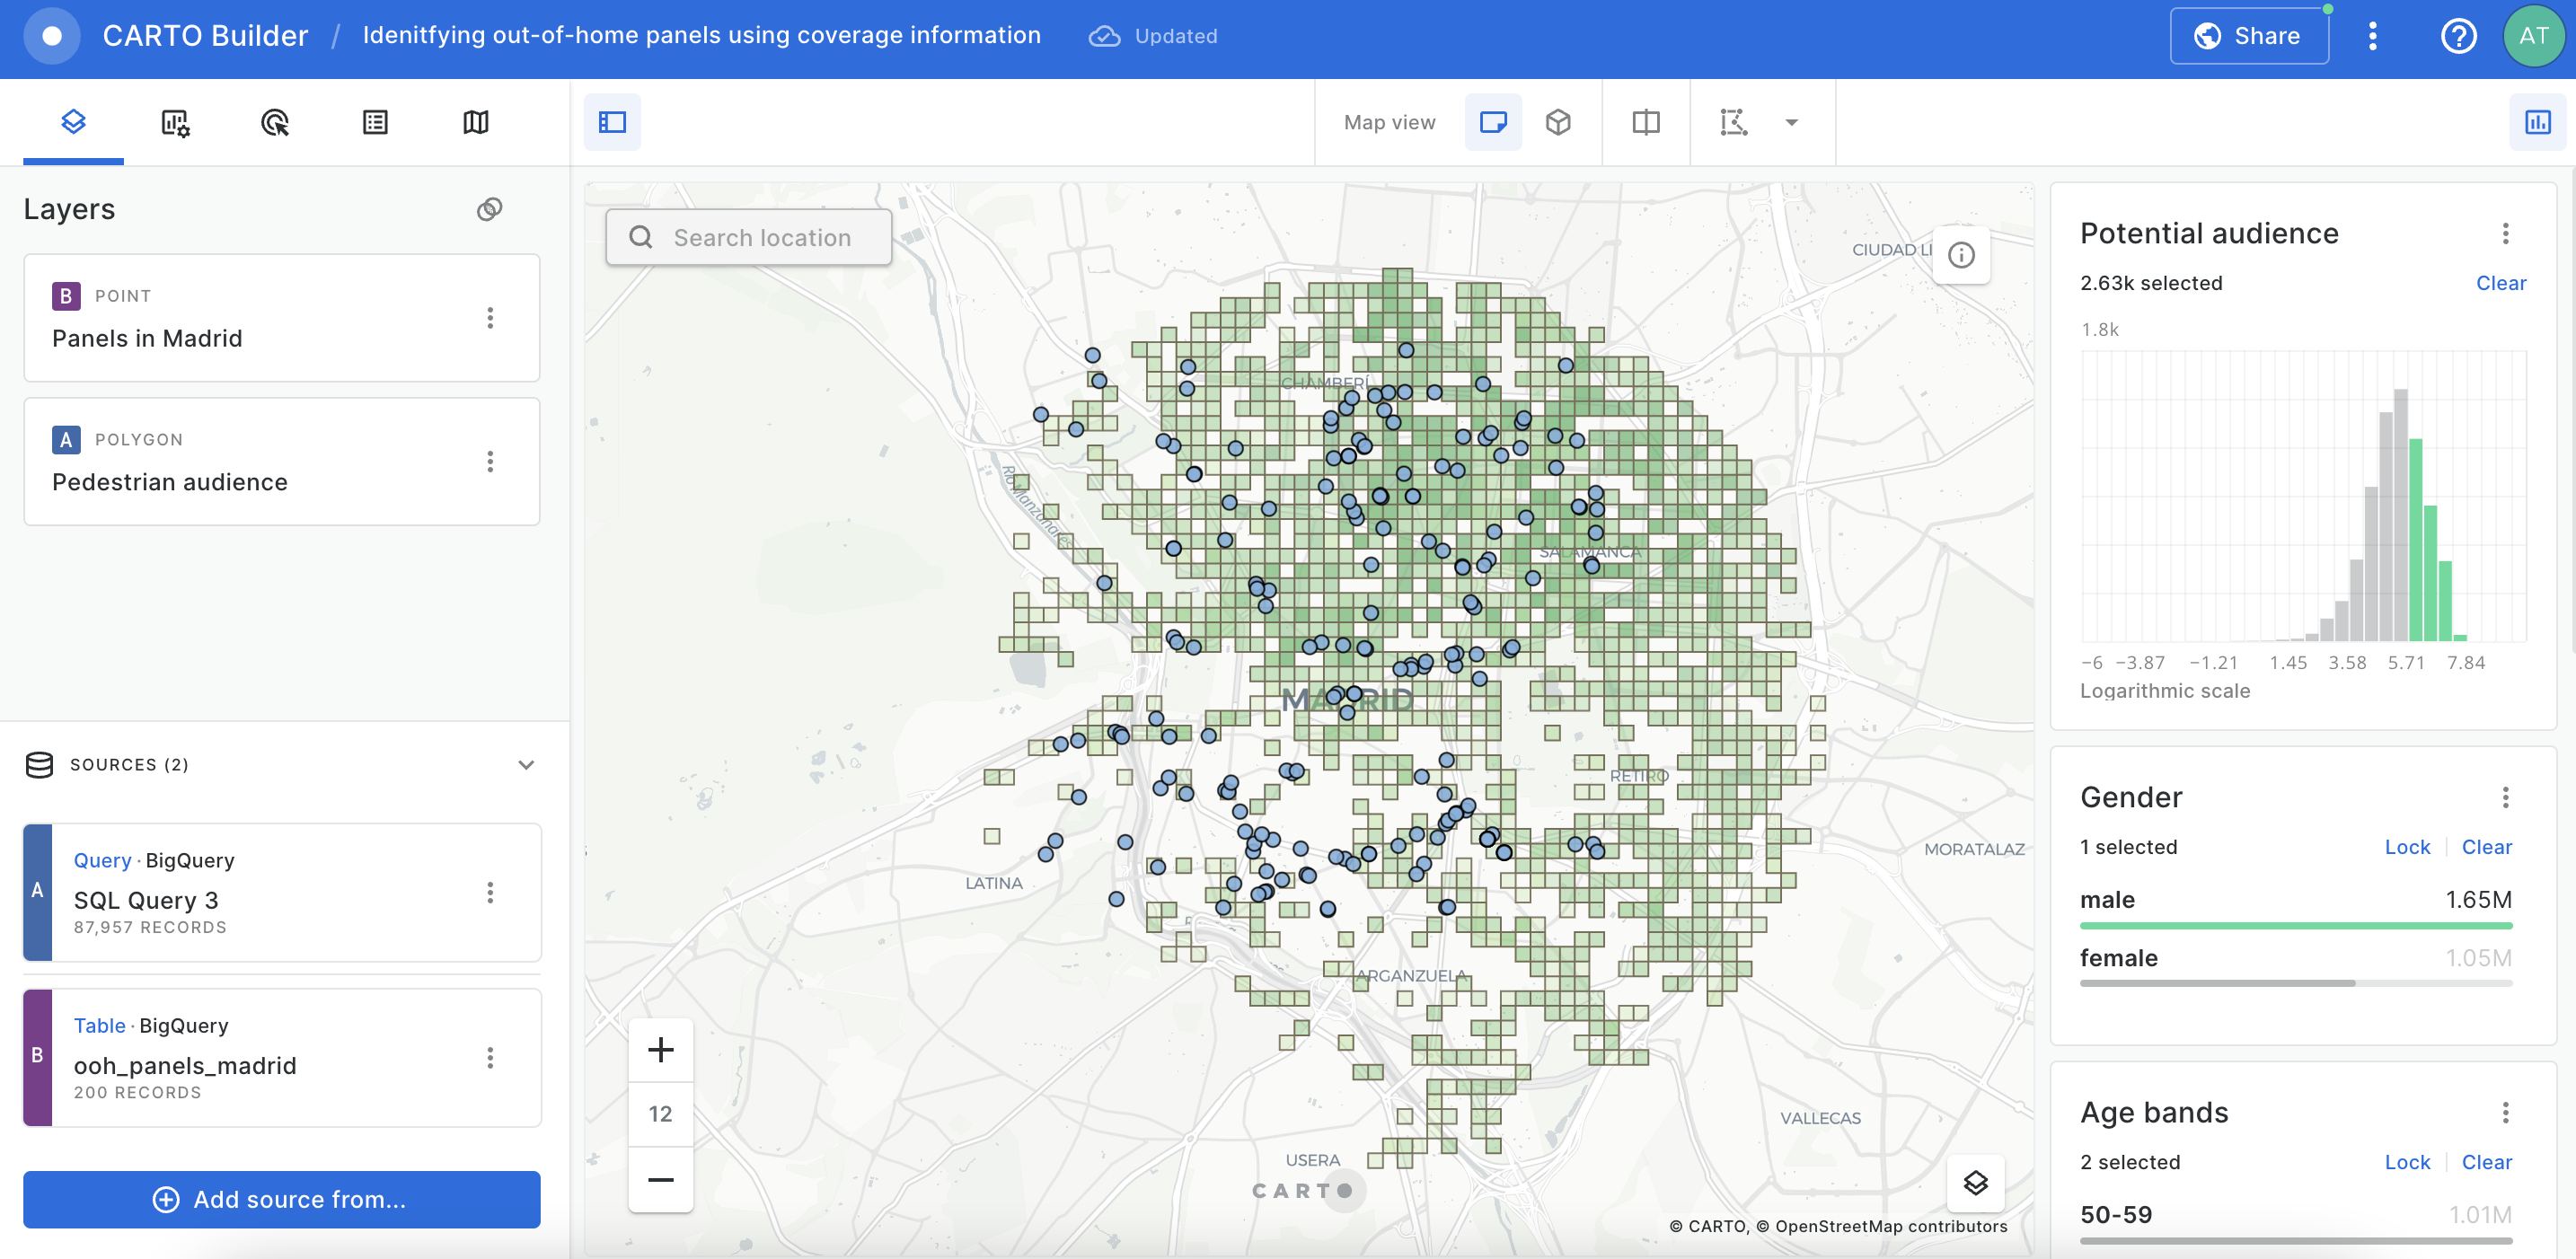 CARTO Builder / Idenitfying out-of-home panels using coverage information Updated
Share
AT
Map view
Layers
B POINT
Panels in Madrid
A POLYGON
Pedestrian audience
SOURCES (2)
A
Query · BigQuery
SQL Query 3
87,957 RECORDS
B
Table · BigQuery
ooh_panels_madrid
200 RECORDS
Add source from...
Search location
CIUDAD LI
CHAMBERÍ
Río Manzanares
SALAMANCA
MADRID
RETIRO
MORATALAZ
LATINA
ARGANZUELA
VALLECAS
USERA
CARTO
12
© CARTO, © OpenStreetMap contributors
Potential audience
2.63k selected Clear
1.8k
−6 −3.87 −1.21 1.45 3.58 5.71 7.84
Logarithmic scale
Gender
1 selected Lock Clear
male 1.65M
female 1.05M
Age bands
2 selected Lock Clear
50-59 1.01M